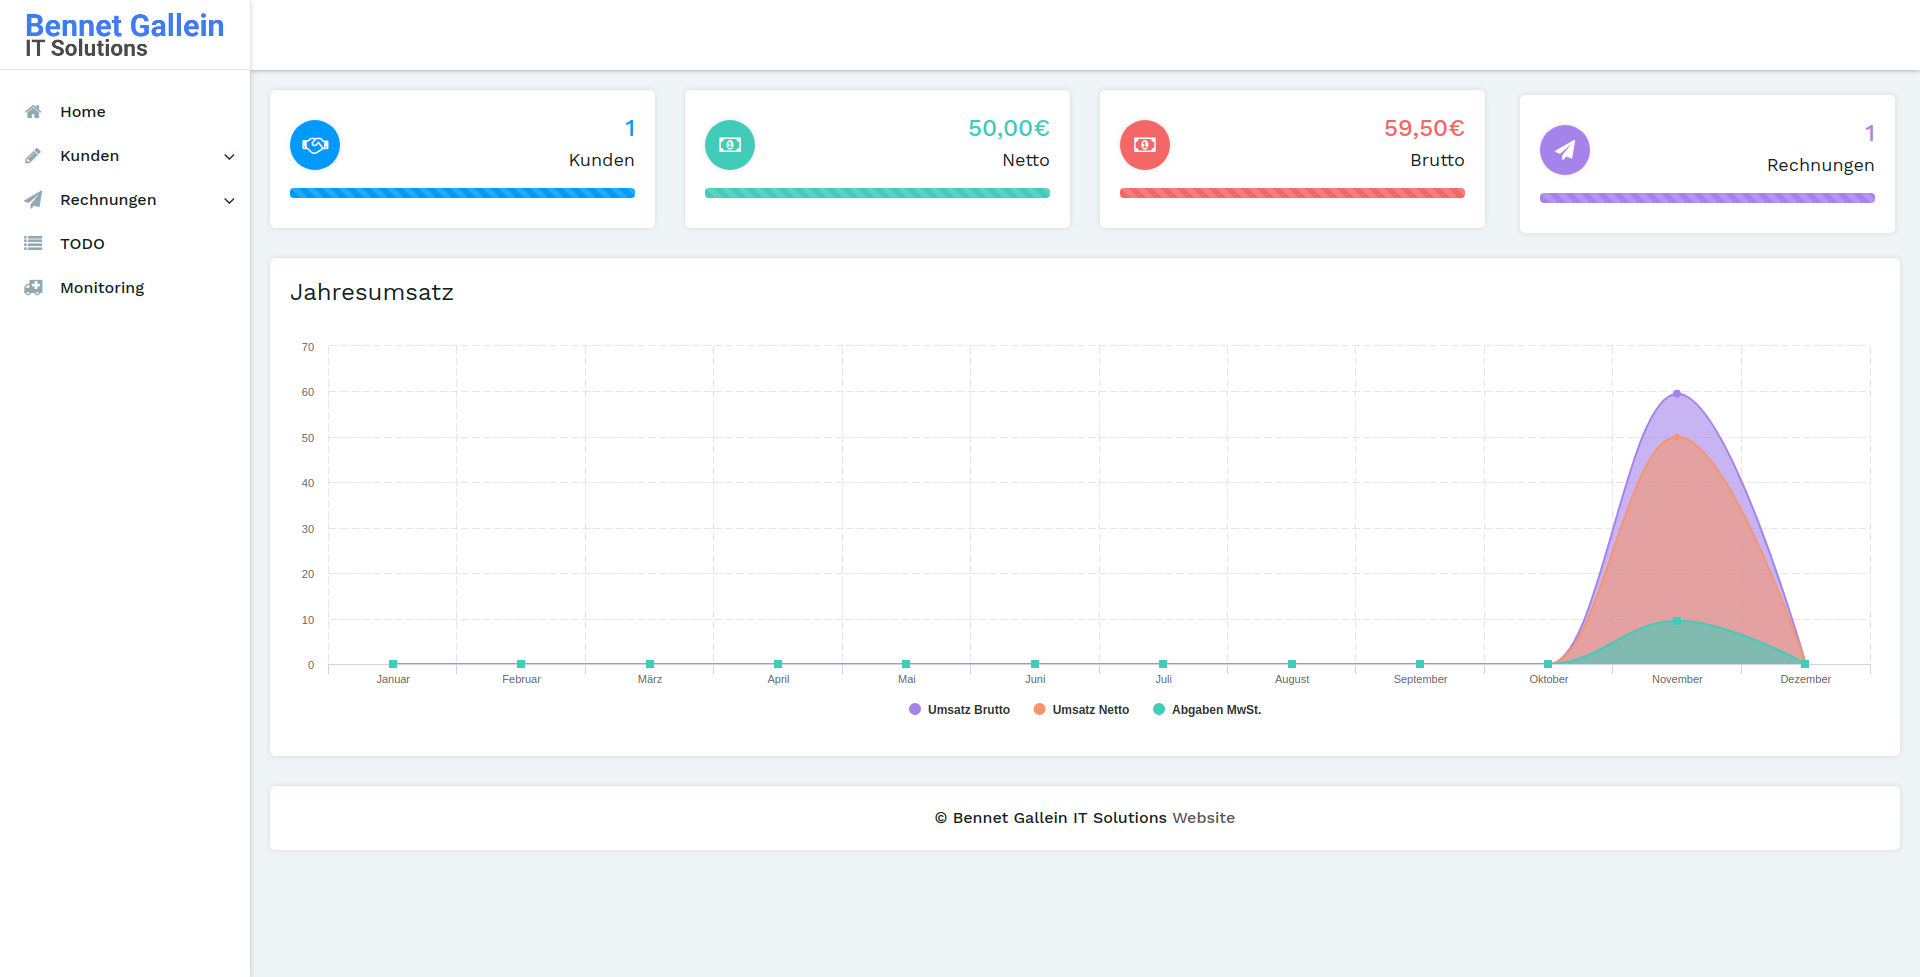 Bennet Gallein
IT Solutions
Home
Kunden
Rechnungen
TODO
Monitoring
1
Kunden
50,00€
Netto
59,50€
Brutto
1
Rechnungen
Jahresumsatz
70
60
50
40
30
20
10
0
Januar Februar März April Mai Juni Juli August September Oktober November Dezember
Umsatz Brutto Umsatz Netto Abgaben MwSt.
© Bennet Gallein IT Solutions Website